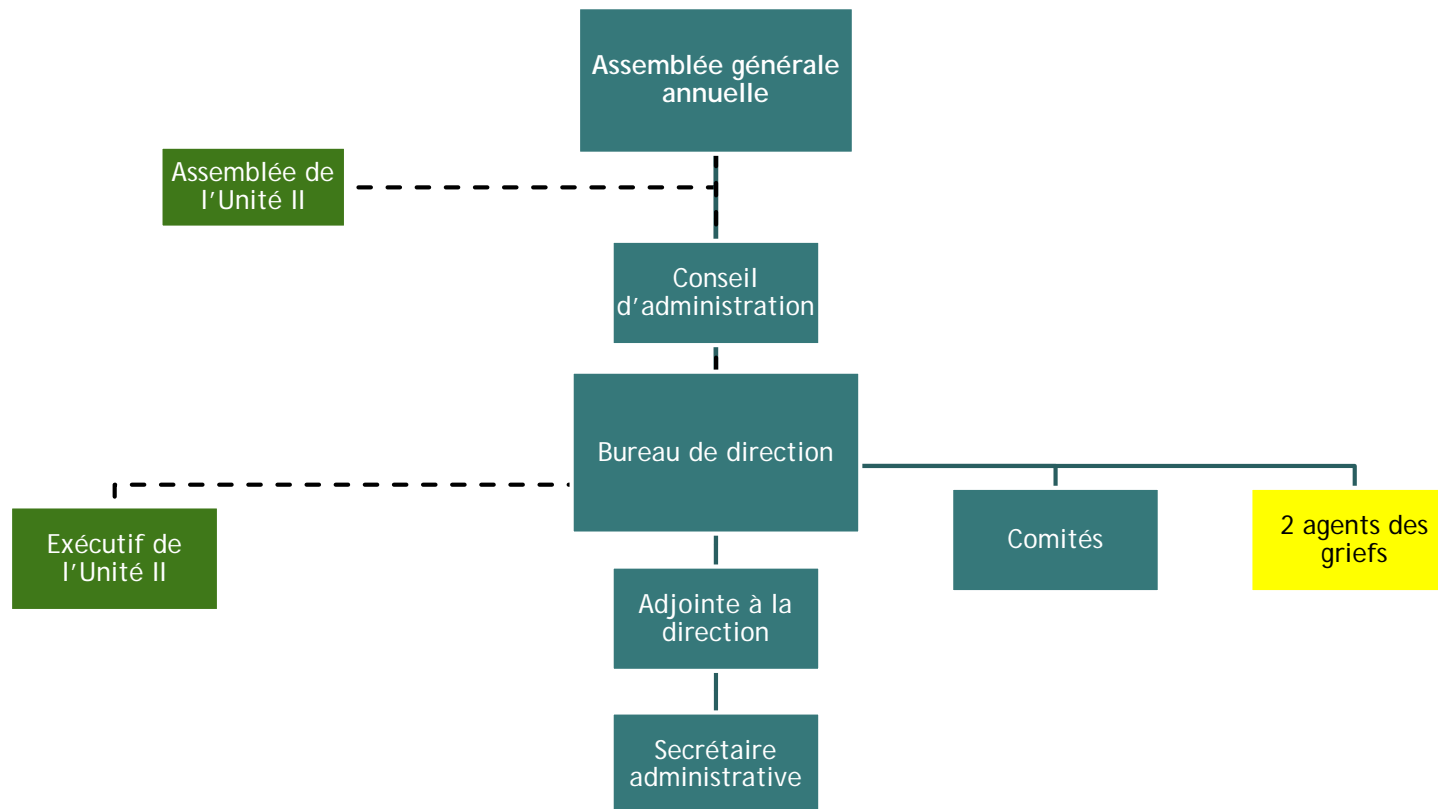 Assemblée générale
annuelle
Assemblée de
l'Unité II
Conseil
d'administration
Bureau de direction
Exécutif de
l'Unité II
Comités
2 agents des
griefs
Adjointe à la
direction
Secrétaire
administrative